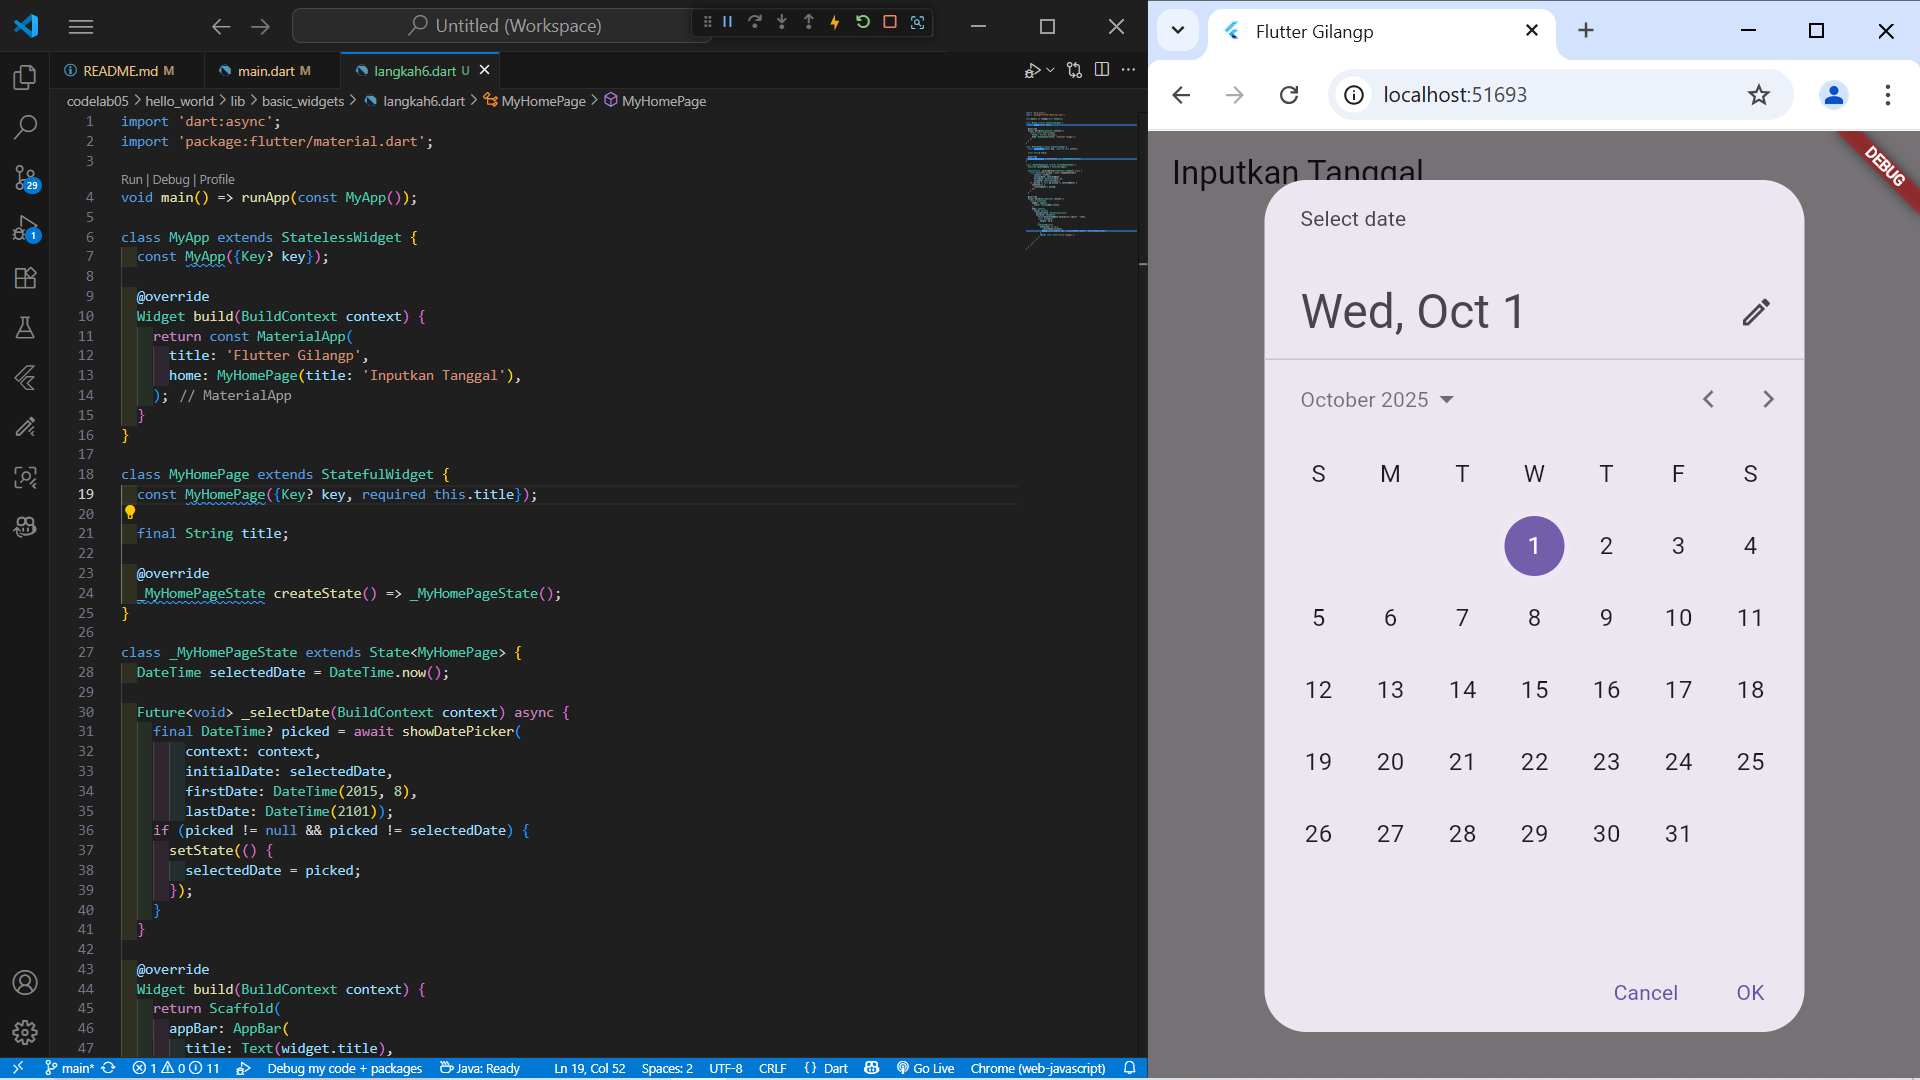 Untitled (Workspace)
README.md M
main.dart M
langkah6.dart U
codelab05 > hello_world > lib > basic_widgets > langkah6.dart > MyHomePage > MyHomePage
1 import 'dart:async';
2 import 'package:flutter/material.dart';
3
Run | Debug | Profile
4 void main() => runApp(const MyApp());
5
6 class MyApp extends StatelessWidget {
7 const MyApp({Key? key});
8
9 @override
10 Widget build(BuildContext context) {
11 return const MaterialApp(
12 title: 'Flutter Gilangp',
13 home: MyHomePage(title: 'Inputkan Tanggal'),
14 ); // MaterialApp
15 }
16 }
17
18 class MyHomePage extends StatefulWidget {
19 const MyHomePage({Key? key, required this.title});
20
21 final String title;
22
23 @override
24 _MyHomePageState createState() => _MyHomePageState();
25 }
26
27 class _MyHomePageState extends State<MyHomePage> {
28 DateTime selectedDate = DateTime.now();
29
30 Future<void> _selectDate(BuildContext context) async {
31 final DateTime? picked = await showDatePicker(
32 context: context,
33 initialDate: selectedDate,
34 firstDate: DateTime(2015, 8),
35 lastDate: DateTime(2101));
36 if (picked != null && picked != selectedDate) {
37 setState(() {
38 selectedDate = picked;
39 });
40 }
41 }
42
43 @override
44 Widget build(BuildContext context) {
45 return Scaffold(
46 appBar: AppBar(
47 title: Text(widget.title),
29
1
main* 1 0 11 Debug my code + packages Java: Ready Ln 19, Col 52 Spaces: 2 UTF-8 CRLF {} Dart Go Live Chrome (web-javascript)
Flutter Gilangp
localhost:51693
Inputkan Tanggal
DEBUG
Select date
Wed, Oct 1
October 2025
S M T W T F S
1 2 3 4
5 6 7 8 9 10 11
12 13 14 15 16 17 18
19 20 21 22 23 24 25
26 27 28 29 30 31
Cancel OK